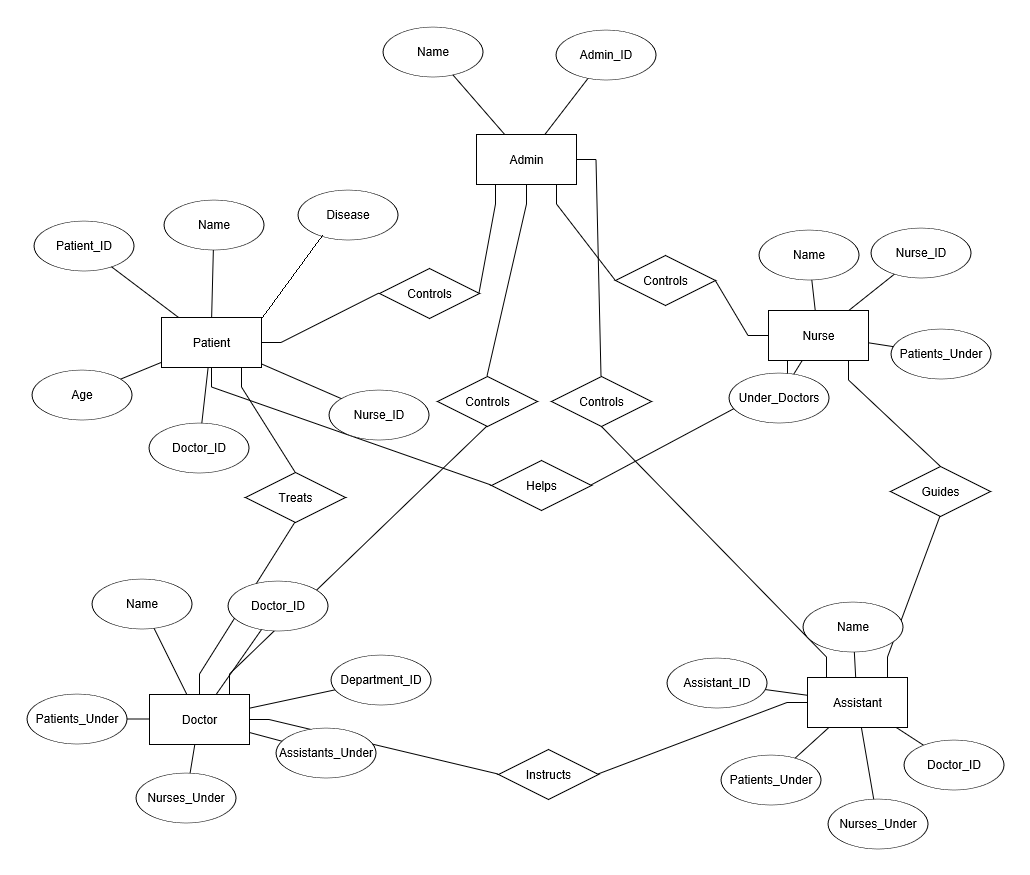 Name
Admin_ID
Admin
Disease
Name
Patient_ID
Controls
Controls
Name
Nurse_ID
Patient
Nurse
Patients_Under
Age
Nurse_ID
Controls
Controls
Under_Doctors
Doctor_ID
Helps
Treats
Guides
Name
Doctor_ID
Name
Department_ID
Assistant_ID
Patients_Under
Doctor
Assistant
Assistants_Under
Instructs
Patients_Under
Doctor_ID
Nurses_Under
Nurses_Under